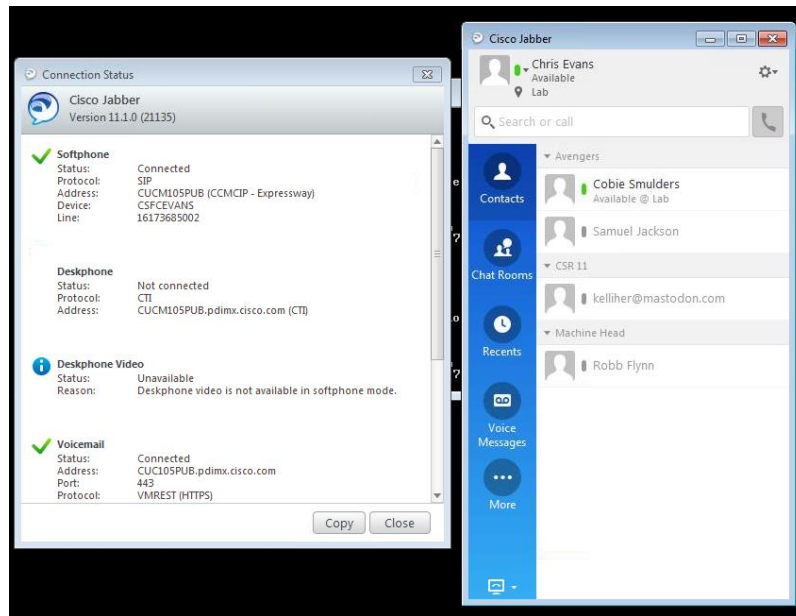 Connection Status
Cisco Jabber
Version 11.1.0 (21135)
Softphone
Status: Connected
Protocol: SIP
Address: CUCM105PUB (CCMCIP - Expressway)
Device: CSFCEVANS
Line: 16173685002
Deskphone
Status: Not connected
Protocol: CTI
Address: CUCM105PUB.pdimx.cisco.com (CTI)
Deskphone Video
Status: Unavailable
Reason: Deskphone video is not available in softphone mode.
Voicemail
Status: Connected
Address: CUC105PUB.pdimx.cisco.com
Port: 443
Protocol: VMREST (HTTPS)
Copy Close
Cisco Jabber
Chris Evans
Available
Lab
Search or call
Contacts
Chat Rooms
Recents
Voice
Messages
More
Avengers
Cobie Smulders
Available @ Lab
Samuel Jackson
CSR 11
kelliher@mastodon.com
Machine Head
Robb Flynn